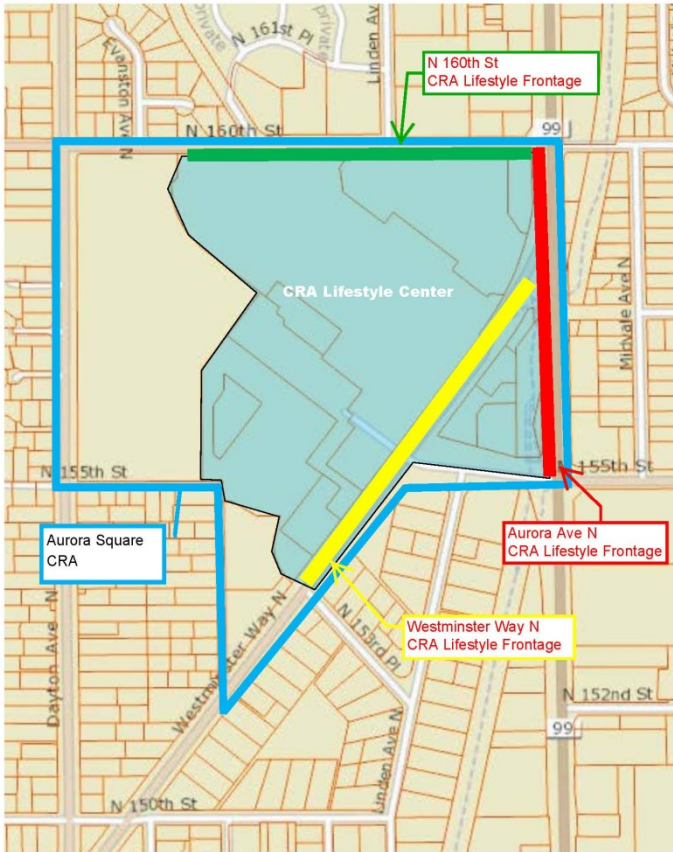 private
private
Evanston Ave N
N 161st Pl
Linden Av
N 160th St
CRA Lifestyle Frontage
N 160th St
99
CRA Lifestyle Center
Midvale Ave N
N 155th St
155th St
Aurora Square
CRA
Aurora Ave N
CRA Lifestyle Frontage
Westminster Way N
CRA Lifestyle Frontage
Dayton Ave N
Westminster Way N
N 153rd Pl
Linden Ave N
N 152nd St
99
N 150th St